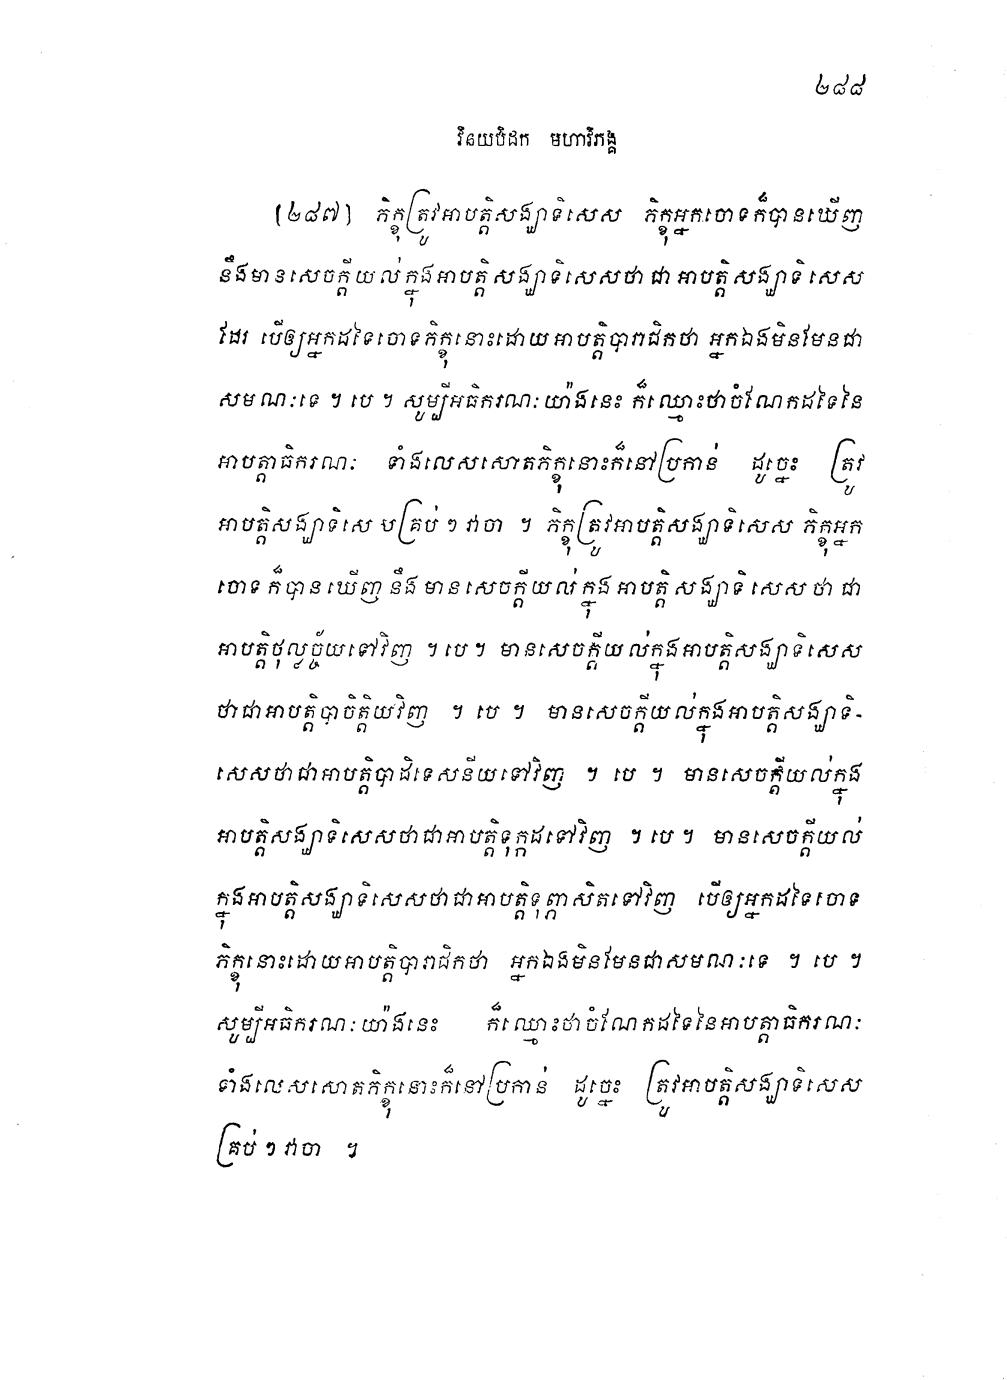 ២៨៨
វិនយបិដក មហាវិភង្គ
(២៨៧) ភិក្ខុត្រូវអាបត្តិសង្ឃាទិសេស ភិក្ខុអ្នកចោទក៏បានឃើញ
នឹងមានសេចក្តីយល់ក្នុងអាបត្តិសង្ឃាទិសេសថា ជា អាបត្តិសង្ឃាទិសេស
ដែរ បើឲ្យអ្នកដទៃចោទភិក្ខុនោះដោយអាបត្តិបារាជិកថា អ្នកឯងមិនមែនជា
សមណៈទេ ។ បេ ។ សូម្បីអធិករណៈយ៉ាងនេះ ក៏ឈ្មោះថាចំណែកដទៃនៃ
អាបត្តាធិករណៈ ទាំងលេសសោតភិក្ខុនោះក៏នៅប្រកាន់ ដូច្នេះ ត្រូវ
អាបត្តិសង្ឃាទិសេ សគ្រប់ៗ វាចា ។ ភិក្ខុត្រូវអាបត្តិសង្ឃាទិសេស ភិក្ខុអ្នក
ចោទ ក៏បានឃើញ នឹង មានសេចក្តីយល់ក្នុង អាបត្តិ សង្ឃាទិ សេស ថា ជា
អាបត្តិថុល្លច្ច័យទៅវិញ ។ បេ ។ មានសេចក្តីយល់ក្នុងអាបត្តិសង្ឃាទិសេស
ថាជាអាបត្តិបាចិត្តិយវិញ ។ បេ ។ មានសេចក្តីយល់ក្នុងអាបត្តិសង្ឃាទិ-
សេសថាជាអាបត្តិបាដិទេសនីយទៅវិញ ។ បេ ។ មានសេចក្តីយល់ក្នុង
អាបត្តិសង្ឃាទិសេសថាជាអាបត្តិទុក្កដទៅវិញ ។ បេ ។ មានសេចក្តីយល់
ក្នុងអាបត្តិសង្ឃាទិសេសថាជាអាបត្តិទុព្ភាសិតទៅវិញ បើឲ្យអ្នកដទៃចោទ
ភិក្ខុនោះដោយអាបត្តិបារាជិកថា អ្នកឯងមិនមែនជាសមណៈទេ ។ បេ ។
សូម្បីអធិករណៈយ៉ាងនេះ ក៏ឈ្មោះថាចំណែកដទៃនៃអាបត្តាធិករណៈ
ទាំងលេសសោតភិក្ខុនោះក៏នៅប្រកាន់ ដូច្នេះ ត្រូវអាបត្តិសង្ឃាទិសេស
គ្រប់ៗ វាចា ។